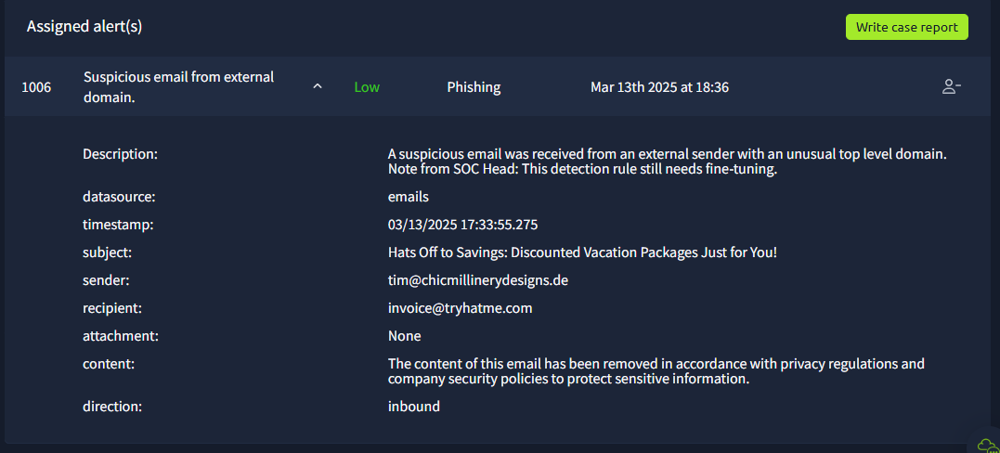 Assigned alert(s)
Write case report
1006
Suspicious email from external
domain.
Low
Phishing
Mar 13th 2025 at 18:36
Description:
A suspicious email was received from an external sender with an unusual top level domain.
Note from SOC Head: This detection rule still needs fine-tuning.
datasource:
emails
timestamp:
03/13/2025 17:33:55.275
subject:
Hats Off to Savings: Discounted Vacation Packages Just for You!
sender:
tim@chicmillinerydesigns.de
recipient:
invoice@tryhatme.com
attachment:
None
content:
The content of this email has been removed in accordance with privacy regulations and
company security policies to protect sensitive information.
direction:
inbound